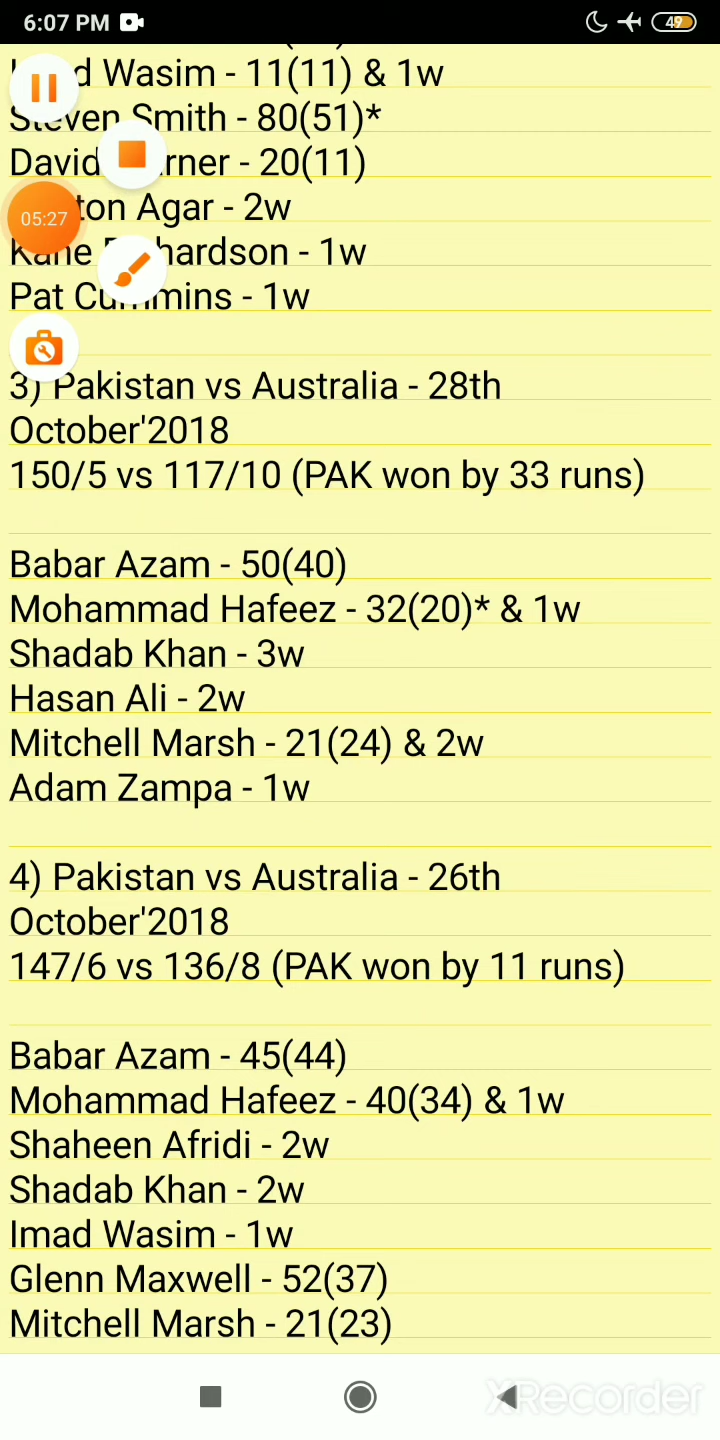 6:07 PM
49
d Wasim - 11(11) & 1w
Steven Smith - 80(51)*
David rner - 20(11)
05:27
ton Agar - 2w
Kane hardson - 1w
Pat Cummins - 1w
3) Pakistan vs Australia - 28th
October'2018
150/5 vs 117/10 (PAK won by 33 runs)
Babar Azam - 50(40)
Mohammad Hafeez - 32(20)* & 1w
Shadab Khan - 3w
Hasan Ali - 2w
Mitchell Marsh - 21(24) & 2w
Adam Zampa - 1w
4) Pakistan vs Australia - 26th
October'2018
147/6 vs 136/8 (PAK won by 11 runs)
Babar Azam - 45(44)
Mohammad Hafeez - 40(34) & 1w
Shaheen Afridi - 2w
Shadab Khan - 2w
Imad Wasim - 1w
Glenn Maxwell - 52(37)
Mitchell Marsh - 21(23)
XRecorder